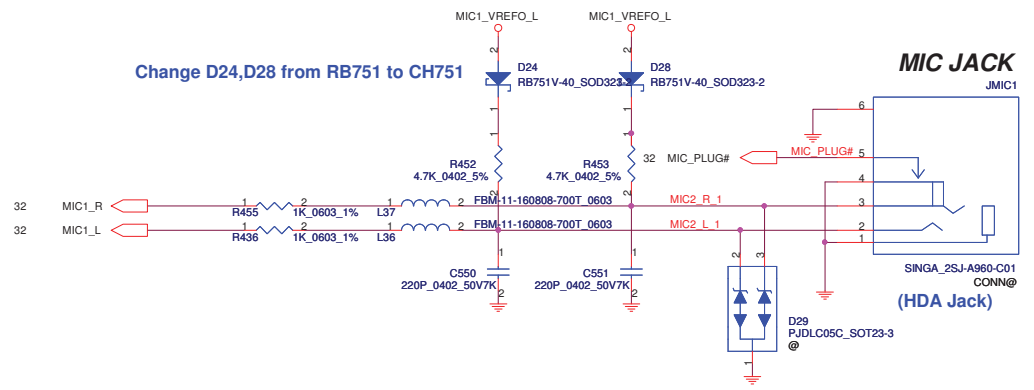 MIC1_VREFO_L
MIC1_VREFO_L
2
2
Change D24,D28 from RB751 to CH751
D24
RB751V-40_SOD323-2
D28
RB751V-40_SOD323-2
MIC JACK
JMIC1
1
1
6
1
1
R452
4.7K_0402_5%
R453
4.7K_0402_5%
32
MIC_PLUG#
MIC_PLUG#
5
4
2
2
32
MIC1_R
1
2
R455
1K_0603_1%
1
L37
2
FBM-11-160808-700T_0603
MIC2_R_1
3
32
MIC1_L
1
2
R436
1K_0603_1%
1
L36
2
FBM-11-160808-700T_0603
MIC2_L_1
2
1
1
1
2
3
C550
220P_0402_50V7K
2
C551
220P_0402_50V7K
2
SINGA_2SJ-A960-C01
CONN@
(HDA Jack)
D29
PJDLC05C_SOT23-3
@
1